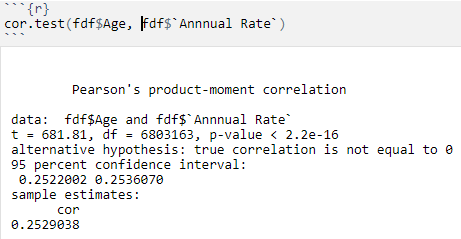 ```{r}
cor.test(fdf$Age, fdf$`Annnual Rate`)
```
Pearson's product-moment correlation
data:  fdf$Age and fdf$`Annnual Rate`
t = 681.81, df = 6803163, p-value < 2.2e-16
alternative hypothesis: true correlation is not equal to 0
95 percent confidence interval:
 0.2522002 0.2536070
sample estimates:
      cor
0.2529038